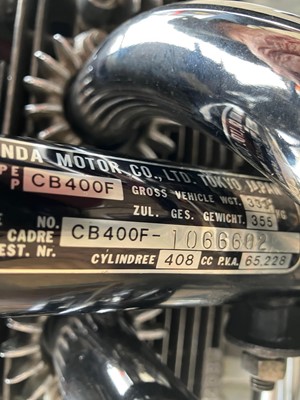 NDA MOTOR CO., LTD. TOKYO JAPAN
PE CB400F GROSS VEHICLE WGT.
P ZUL. GES. GEWICHT. 355
NO.
CADRE CB400F-1066602
EST. Nr. CYLINDREE 408 CC P.V.A. 65,228